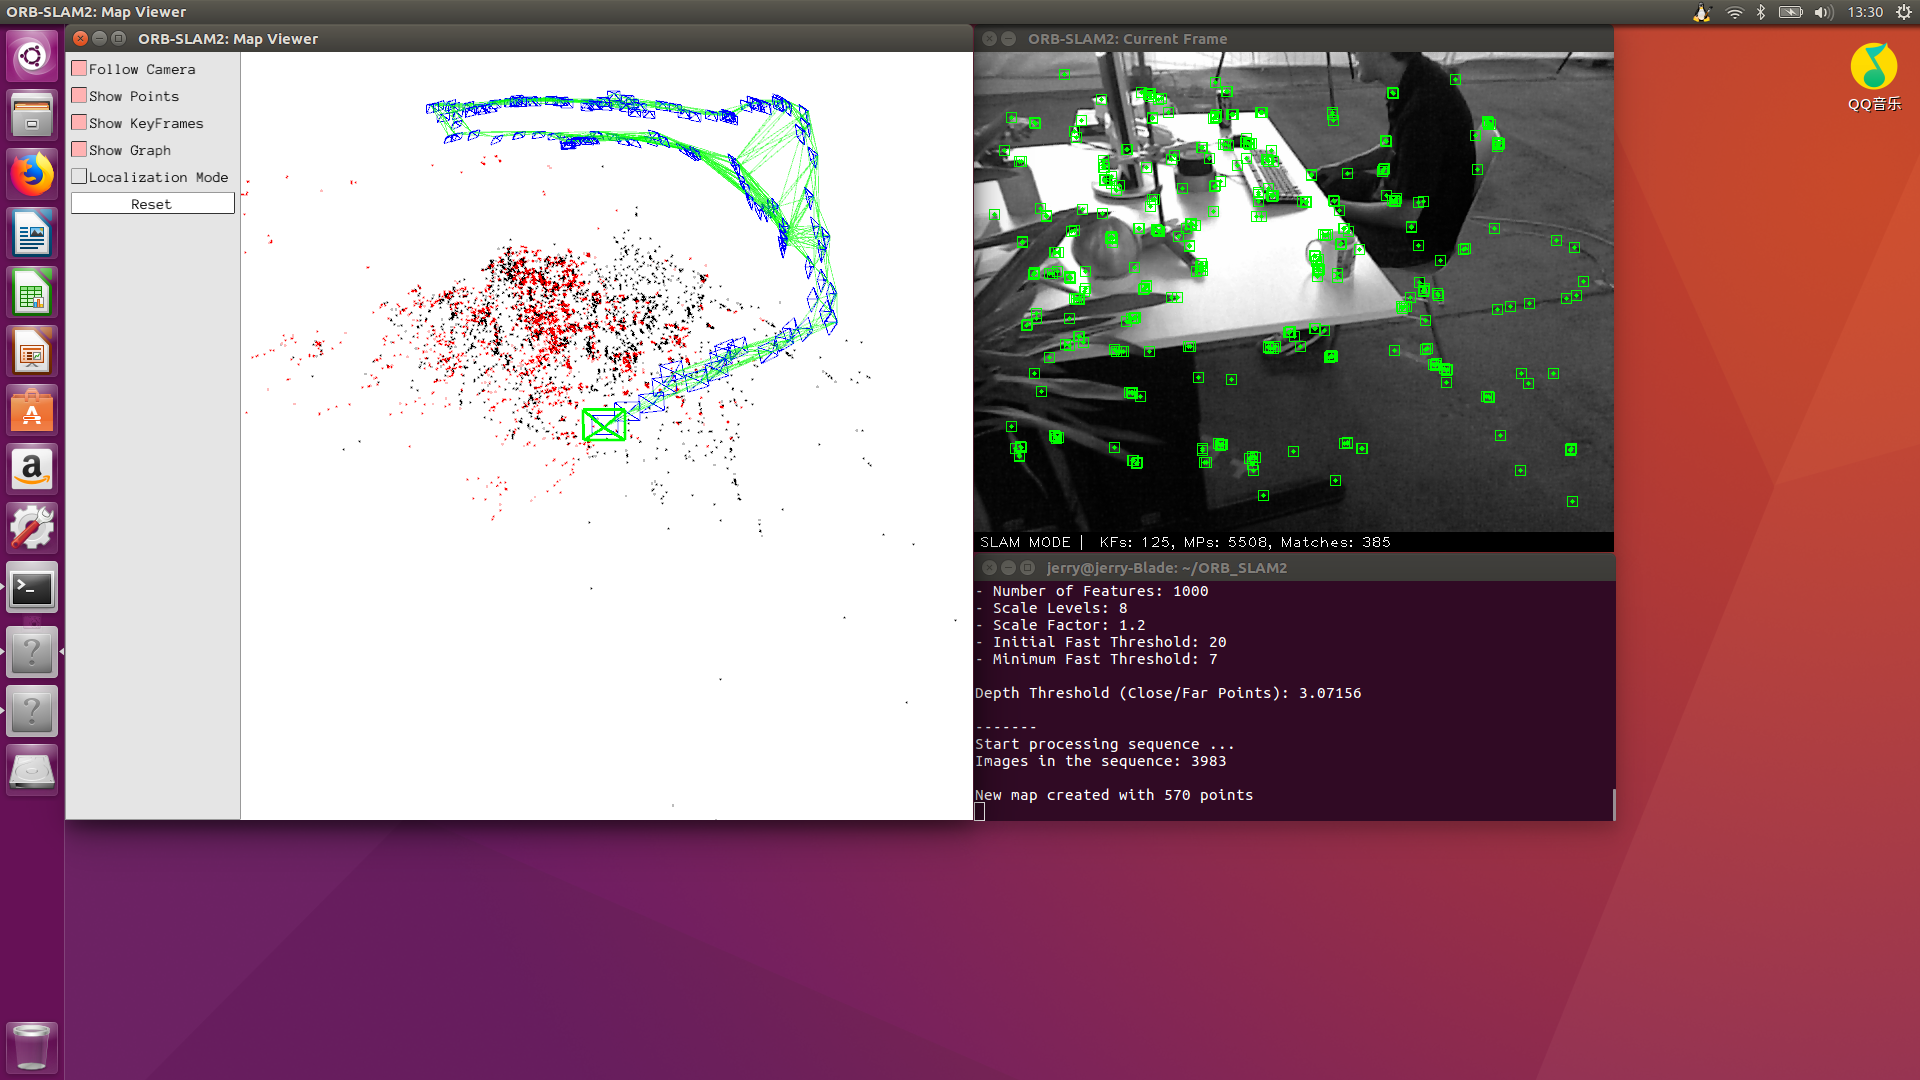 ORB-SLAM2: Map Viewer
13:30
ORB-SLAM2: Map Viewer
Follow Camera
Show Points
Show KeyFrames
Show Graph
Localization Mode
Reset
ORB-SLAM2: Current Frame
SLAM MODE | KFs: 125, MPs: 5508, Matches: 385
jerry@jerry-Blade: ~/ORB_SLAM2
- Number of Features: 1000
- Scale Levels: 8
- Scale Factor: 1.2
- Initial Fast Threshold: 20
- Minimum Fast Threshold: 7
Depth Threshold (Close/Far Points): 3.07156
-------
Start processing sequence ...
Images in the sequence: 3983
New map created with 570 points
QQ音乐